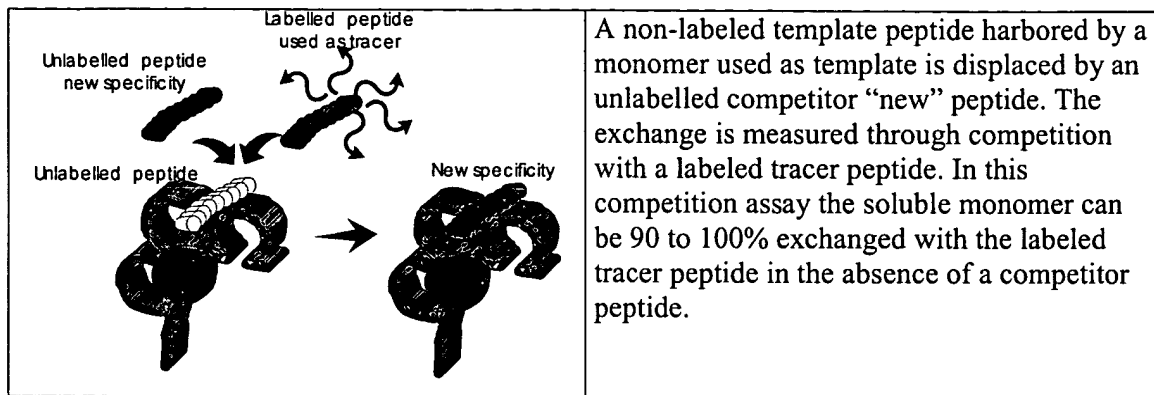 Labelled peptide
used as tracer
Unlabelled peptide
new specificity
Unlabelled peptide
New specificity
A non-labeled template peptide harbored by a
monomer used as template is displaced by an
unlabelled competitor “new” peptide. The
exchange is measured through competition
with a labeled tracer peptide. In this
competition assay the soluble monomer can
be 90 to 100% exchanged with the labeled
tracer peptide in the absence of a competitor
peptide.